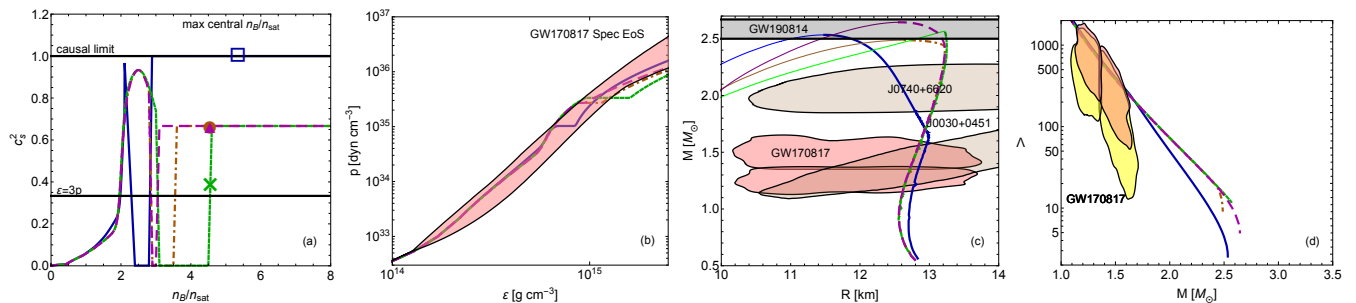 max central n_B/n_sat
causal limit
ε=3p
(a)
1.4
1.2
1.0
0.8
0.6
0.4
0.2
0.0
0 2 4 6 8
c_s^2
n_B/n_sat
GW170817 Spec EoS
(b)
10^37
10^36
10^35
10^34
10^33
10^14 10^15
p [dyn cm^-3]
ε [g cm^-3]
GW190814
J0740+6620
J0030+0451
GW170817
(c)
2.5
2.0
1.5
1.0
0.5
10 11 12 13 14
M [M_⊙]
R [km]
GW170817
(d)
1000
500
100
50
10
5
1.0 1.5 2.0 2.5 3.0 3.5
Λ
M [M_⊙]